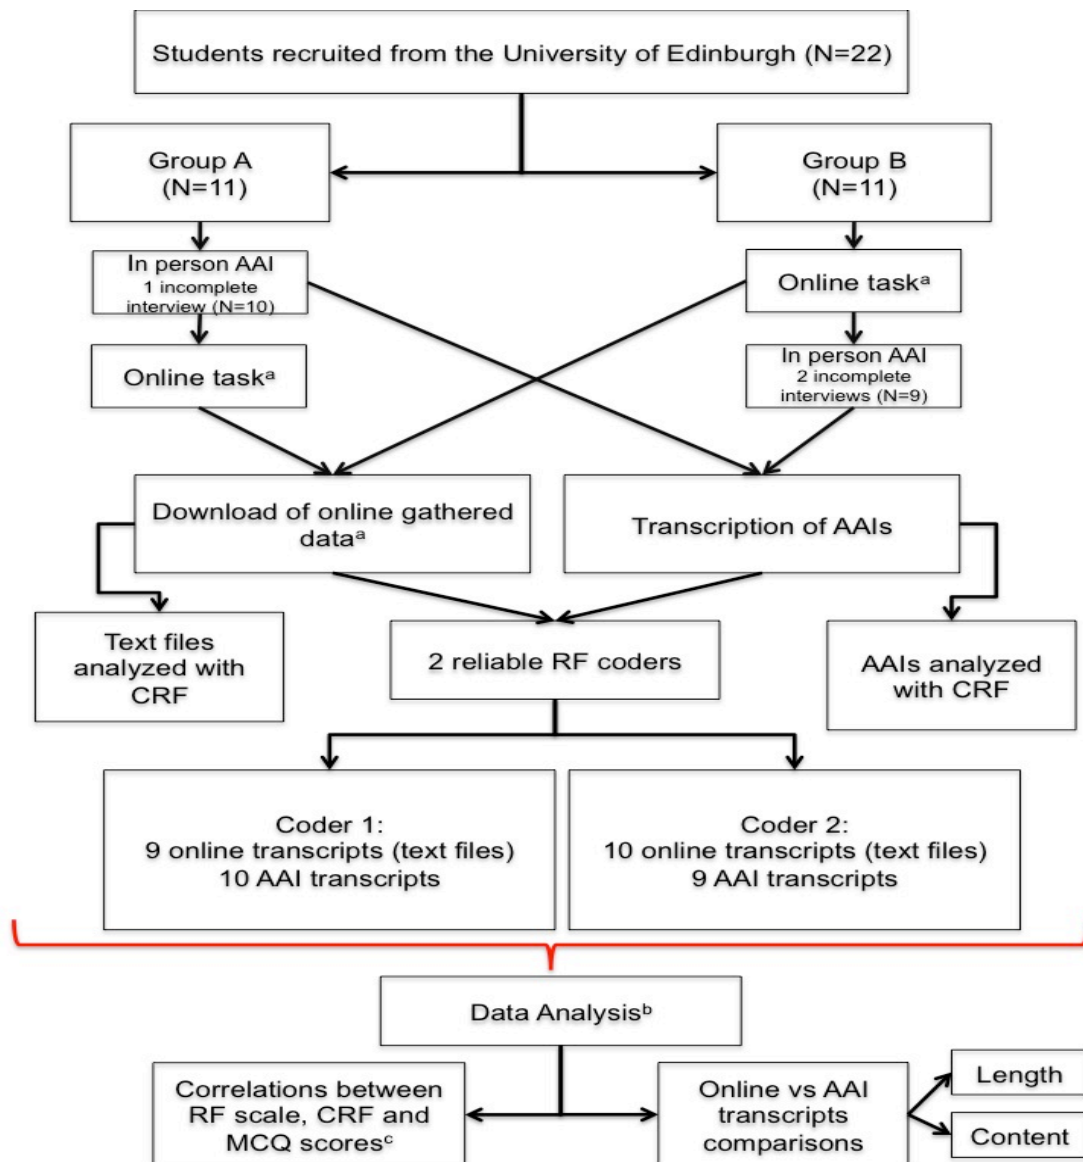 Students recruited from the University of Edinburgh (N=22)
Group A
(N=11)
Group B
(N=11)
In person AAI
1 incomplete
interview (N=10)
Online taskᵃ
Online taskᵃ
In person AAI
2 incomplete
interviews (N=9)
Download of online gathered
dataᵃ
Transcription of AAIs
Text files
analyzed with
CRF
2 reliable RF coders
AAIs analyzed
with CRF
Coder 1:
9 online transcripts (text files)
10 AAI transcripts
Coder 2:
10 online transcripts (text files)
9 AAI transcripts
Data Analysisᵇ
Correlations between
RF scale, CRF and
MCQ scoresᶜ
Online vs AAI
transcripts
comparisons
Length
Content